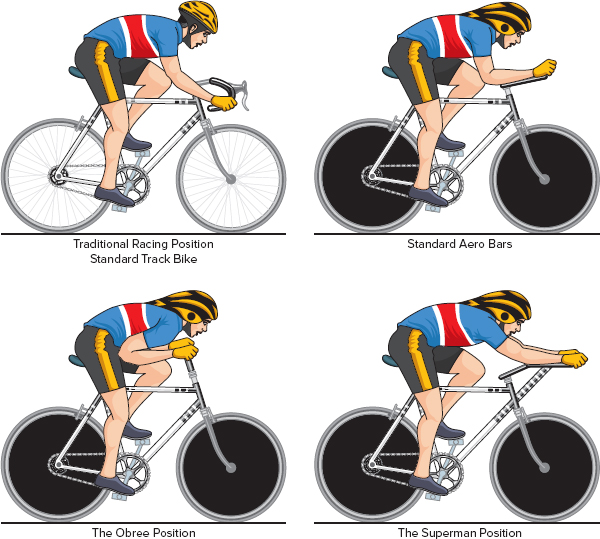 Traditional Racing Position
Standard Track Bike
Standard Aero Bars
The Obree Position
The Superman Position